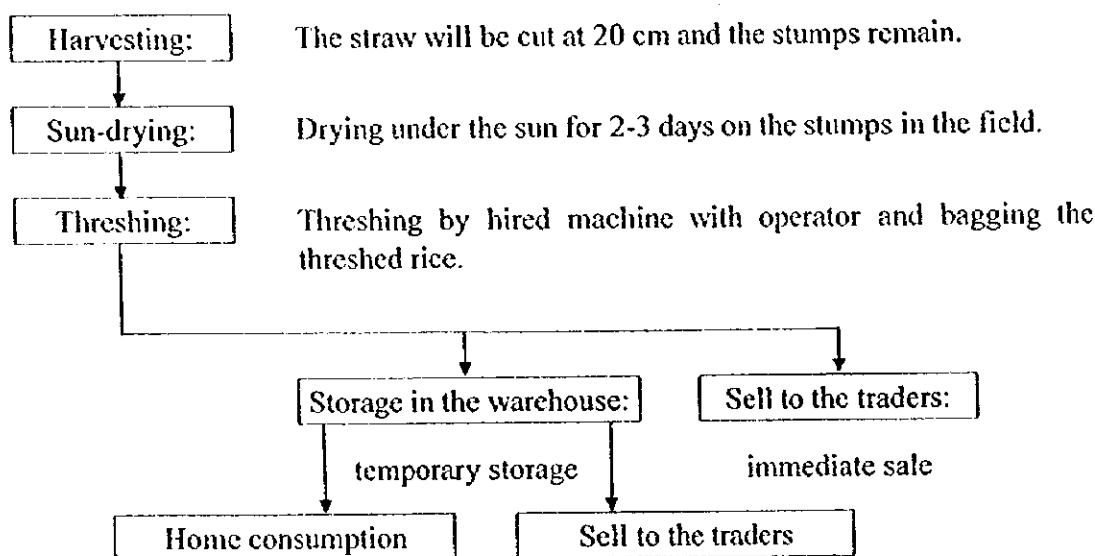 Harvesting: The straw will be cut at 20 cm and the stumps remain.
Sun-drying: Drying under the sun for 2-3 days on the stumps in the field.
Threshing: Threshing by hired machine with operator and bagging the
threshed rice.
Storage in the warehouse: Sell to the traders:
temporary storage immediate sale
Home consumption Sell to the traders